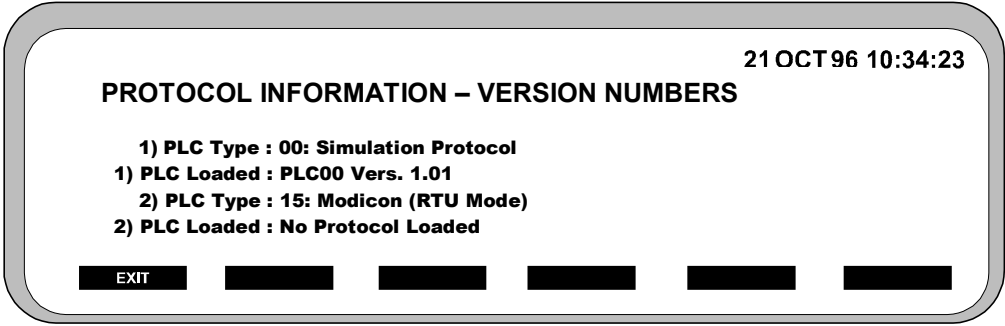 21 OCT 96 10:34:23
PROTOCOL INFORMATION – VERSION NUMBERS
1) PLC Type : 00: Simulation Protocol
1) PLC Loaded : PLC00 Vers. 1.01
2) PLC Type : 15: Modicon (RTU Mode)
2) PLC Loaded : No Protocol Loaded
EXIT